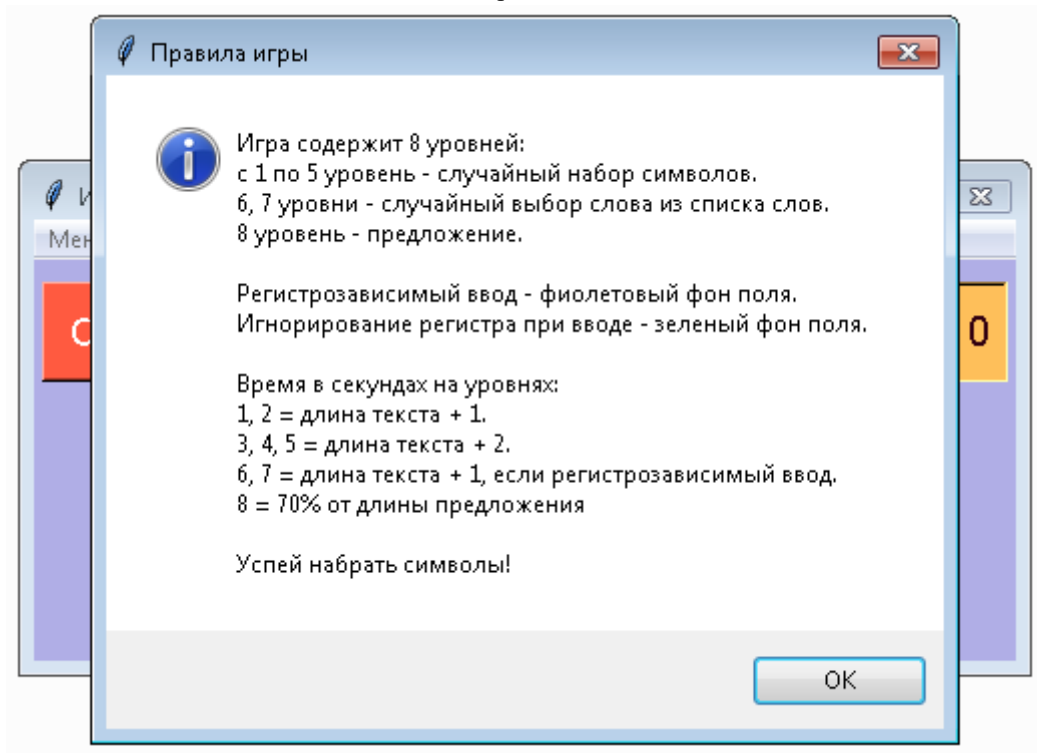 Правила игры
Игра содержит 8 уровней:
с 1 по 5 уровень - случайный набор символов.
6, 7 уровни - случайный выбор слова из списка слов.
8 уровень - предложение.
Регистрозависимый ввод - фиолетовый фон поля.
Игнорирование регистра при вводе - зеленый фон поля.
0
Время в секундах на уровнях:
1, 2 = длина текста + 1.
3, 4, 5 = длина текста + 2.
6, 7 = длина текста + 1, если регистрозависимый ввод.
8 = 70% от длины предложения
Успей набрать символы!
OK